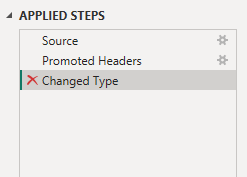 APPLIED STEPS
Source
Promoted Headers
Changed Type